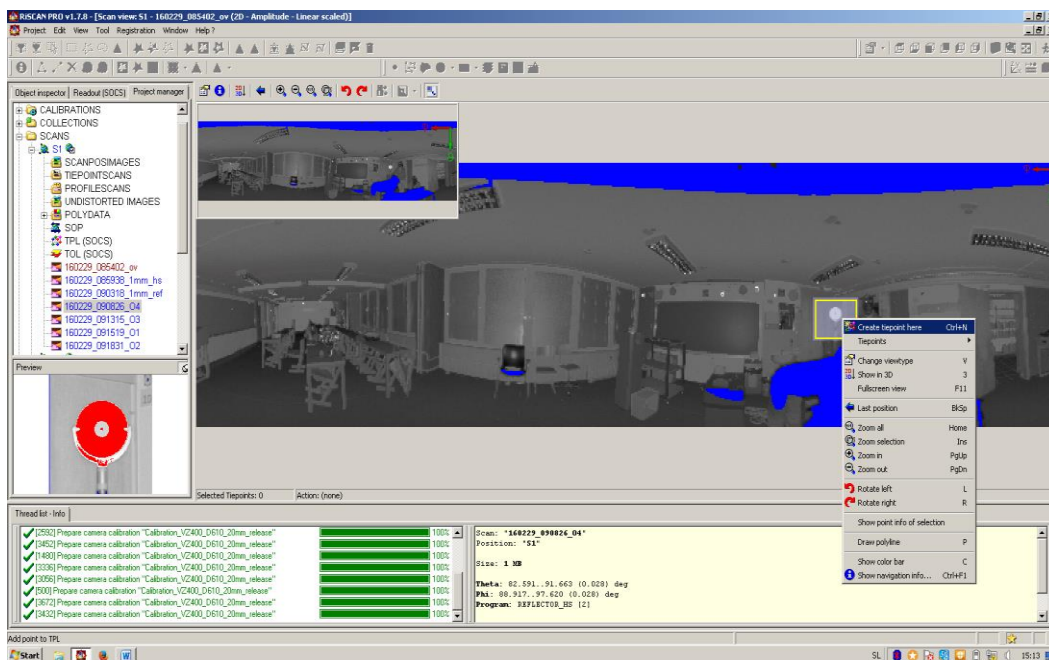 RiSCAN PRO v1.7.8 - [Scan view: S1 - 160229_085402_ov (2D - Amplitude - Linear scaled)]
Project Edit View Tool Registration Window Help ?
Object inspector Readout (SOCS) Project manager
CALIBRATIONS
COLLECTIONS
SCANS
S1
SCANPOSIMAGES
TIEPOINTSCANS
PROFILESCANS
UNDISTORTED IMAGES
POLYDATA
SOP
TPL (SOCS)
TOL (SOCS)
160229_085402_ov
160229_085938_1mm_hs
160229_090318_1mm_ref
160229_090826_O4
160229_091315_O3
160229_091519_O1
160229_091831_O2
Preview
Create tiepoint here Ctrl+N
Tiepoints
Change viewtype V
Show in 3D 3
Fullscreen view F11
Last position BkSp
Zoom all Home
Zoom selection Ins
Zoom in PgUp
Zoom out PgDn
Rotate left L
Rotate right R
Show point info of selection
Draw polyline P
Show color bar C
Show navigation info... Ctrl+F1
Selected Tiepoints: 0 Action: (none)
Thread list - Info
[2592] Prepare camera calibration "Calibration_VZ400_D610_20mm_release" 100%
[3452] Prepare camera calibration "Calibration_VZ400_D610_20mm_release" 100%
[1480] Prepare camera calibration "Calibration_VZ400_D610_20mm_release" 100%
[3336] Prepare camera calibration "Calibration_VZ400_D610_20mm_release" 100%
[3056] Prepare camera calibration "Calibration_VZ400_D610_20mm_release" 100%
[500] Prepare camera calibration "Calibration_VZ400_D610_20mm_release" 100%
[3672] Prepare camera calibration "Calibration_VZ400_D610_20mm_release" 100%
[3432] Prepare camera calibration "Calibration_VZ400_D610_20mm_release" 100%
Scan: "160229_090826_O4"
Position: "S1"
Size: 1 MB
Theta: 82.591..91.663 (0.028) deg
Phi: 88.917..97.620 (0.028) deg
Program: REFLECTOR_HS [2]
Add point to TPL
Start
SL
15:13